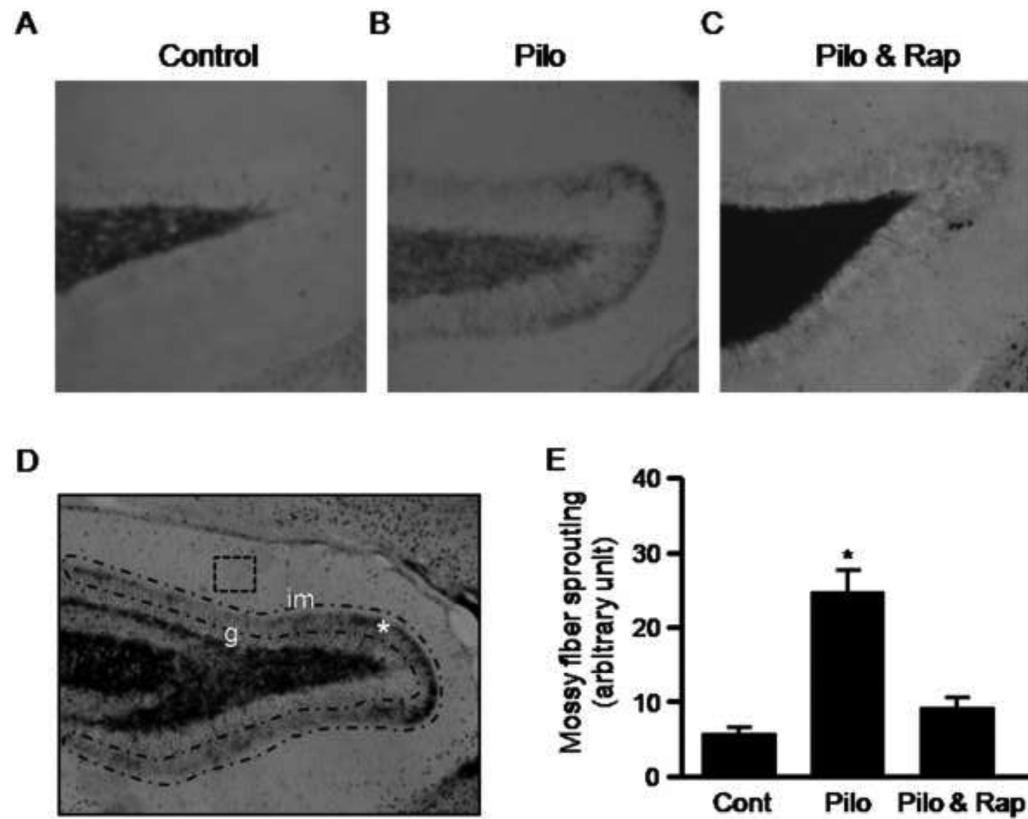 A
B
C
Control
Pilo
Pilo & Rap
D
im
*
g
E
Mossy fiber sprouting
(arbitrary unit)
40
30
20
10
0
*
Cont
Pilo
Pilo & Rap